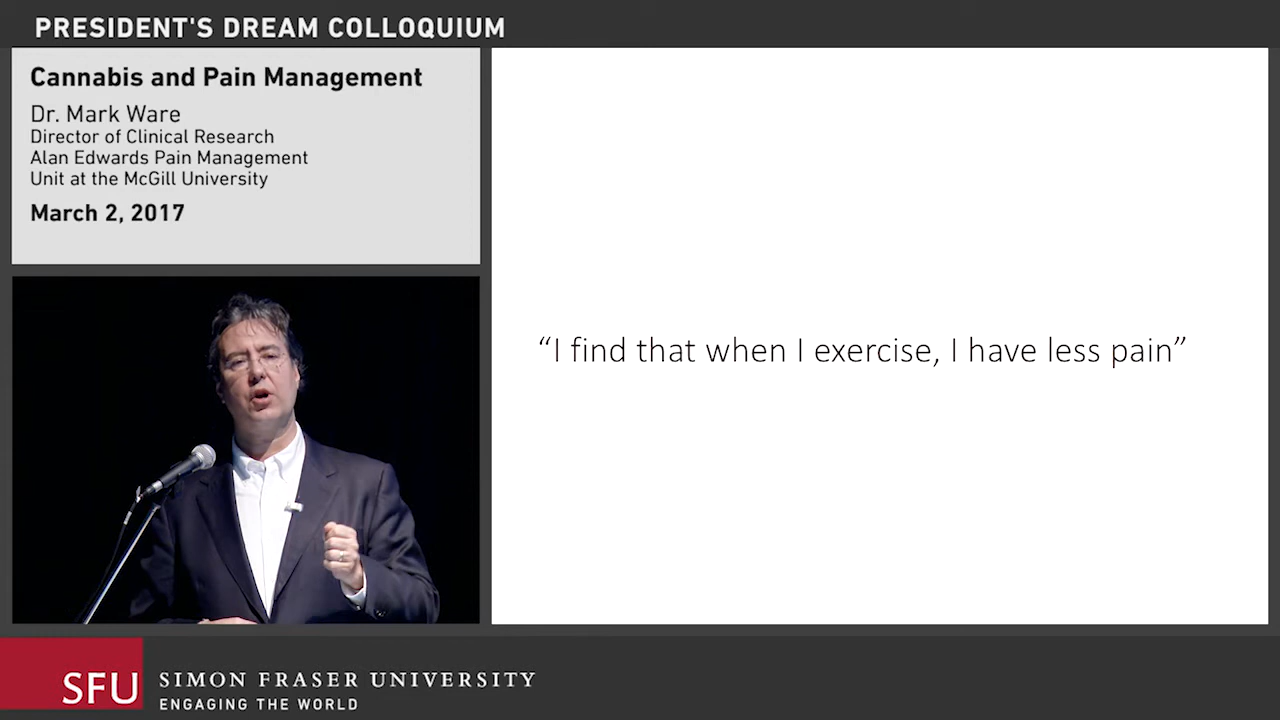 PRESIDENT'S DREAM COLLOQUIUM
Cannabis and Pain Management
Dr. Mark Ware
Director of Clinical Research
Alan Edwards Pain Management
Unit at the McGill University
March 2, 2017
“I find that when I exercise, I have less pain”
SFU
SIMON FRASER UNIVERSITY
ENGAGING THE WORLD